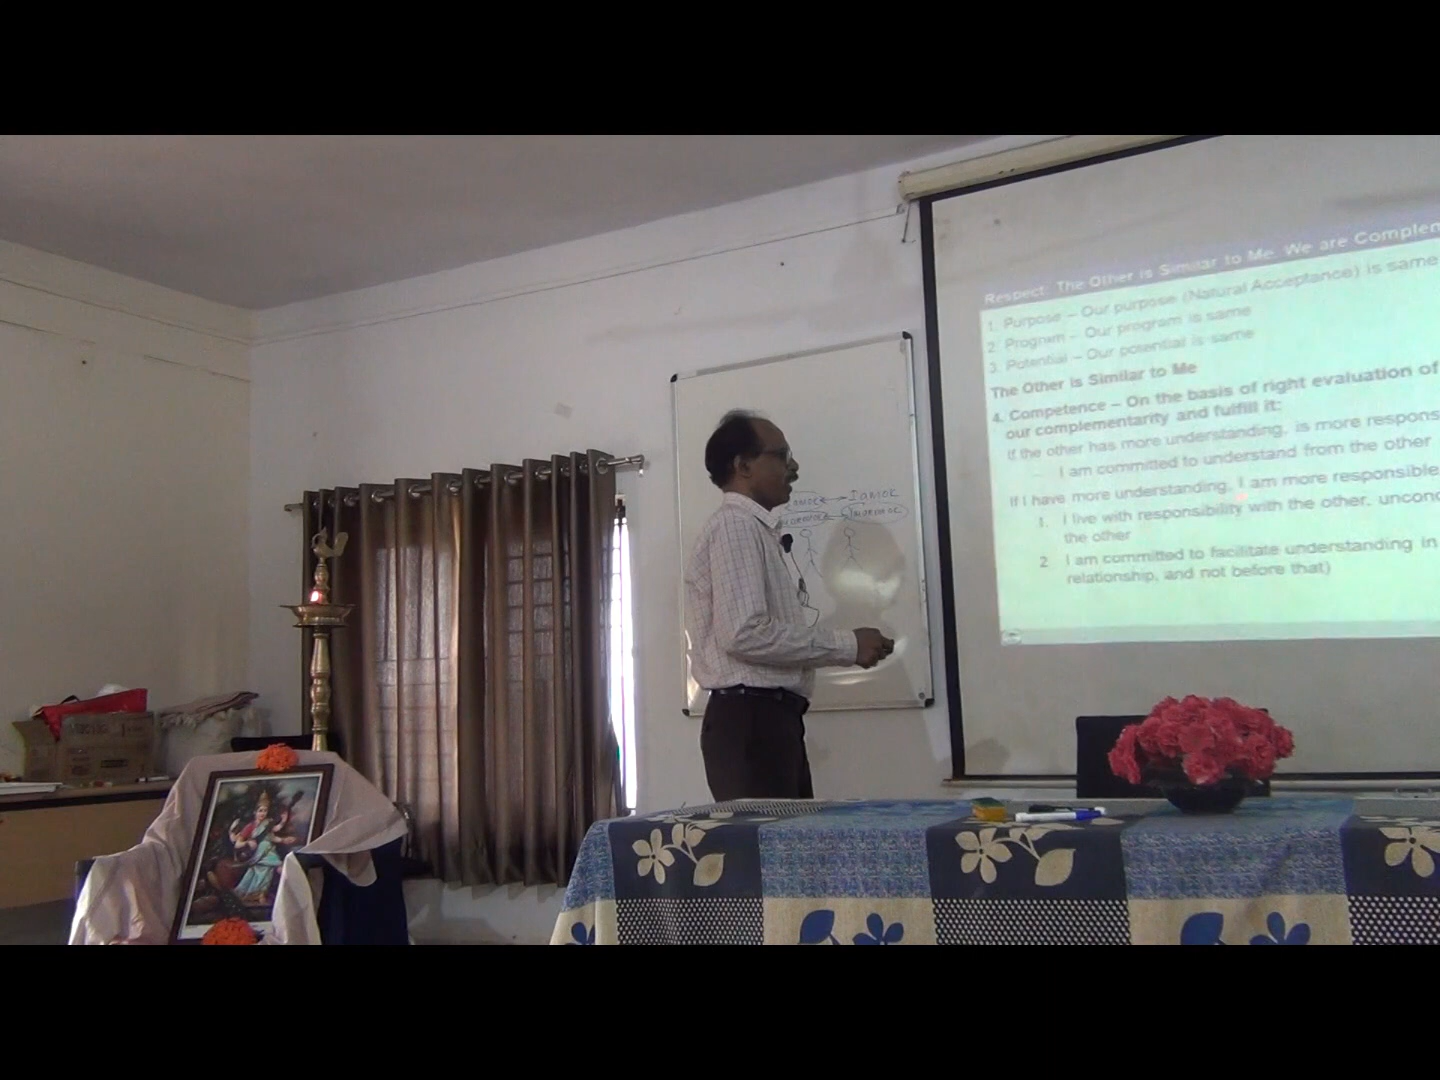 Respect: The Other is Similar to Me. We are Complem
1. Purpose – Our purpose (Natural Acceptance) is same
2. Program – Our program is same
3. Potential – Our potential is same
The Other is Similar to Me
4. Competence – On the basis of right evaluation of
our complementarity and fulfill it:
If the other has more understanding, is more respons
I am committed to understand from the other
If I have more understanding, I am more responsible
1. I live with responsibility with the other, uncond
the other
2. I am committed to facilitate understanding in
relationship, and not before that)
I am OK